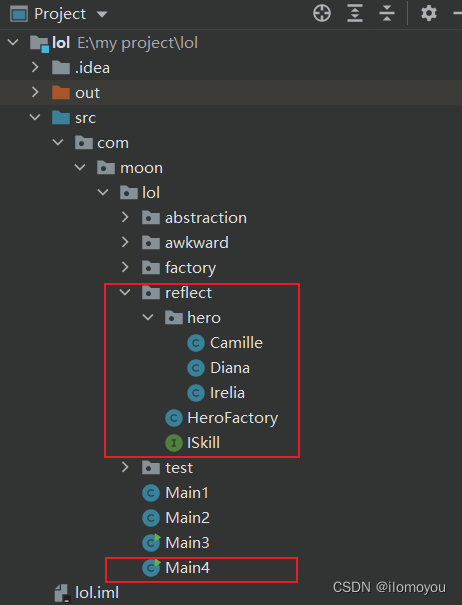 Project
lol E:\my project\lol
.idea
out
src
com
moon
lol
abstraction
awkward
factory
reflect
hero
Camille
Diana
Irelia
HeroFactory
ISkill
test
Main1
Main2
Main3
Main4
lol.iml
CSDN @ilomoyou